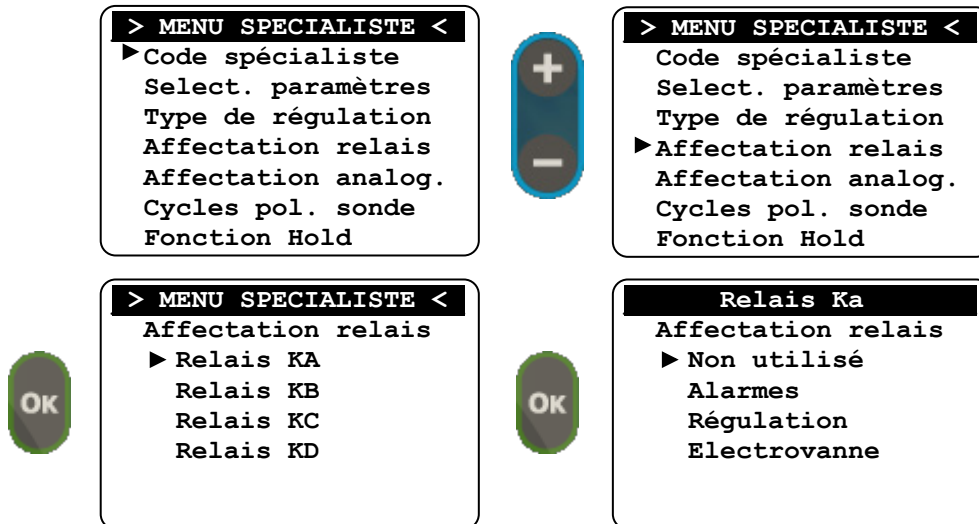 > MENU SPECIALISTE <
►Code spécialiste
Select. paramètres
Type de régulation
Affectation relais
Affectation analog.
Cycles pol. sonde
Fonction Hold
+
−
> MENU SPECIALISTE <
Code spécialiste
Select. paramètres
Type de régulation
►Affectation relais
Affectation analog.
Cycles pol. sonde
Fonction Hold
OK
> MENU SPECIALISTE <
Affectation relais
► Relais KA
Relais KB
Relais KC
Relais KD
OK
Relais Ka
Affectation relais
► Non utilisé
Alarmes
Régulation
Electrovanne